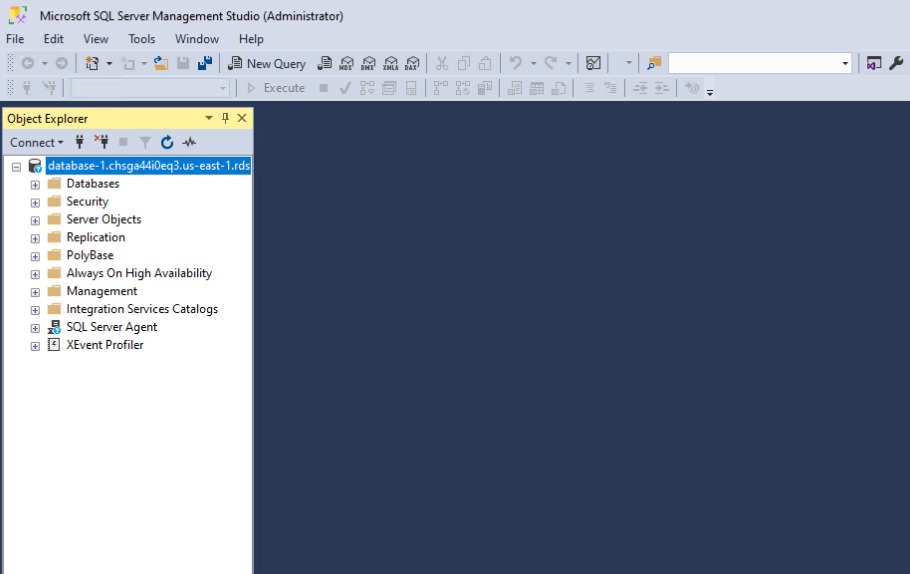 Microsoft SQL Server Management Studio (Administrator)
File Edit View Tools Window Help
New Query MDX DMX XMLA DAX
Execute
Object Explorer
Connect
database-1.chsga44i0eq3.us-east-1.rds
Databases
Security
Server Objects
Replication
PolyBase
Always On High Availability
Management
Integration Services Catalogs
SQL Server Agent
XEvent Profiler